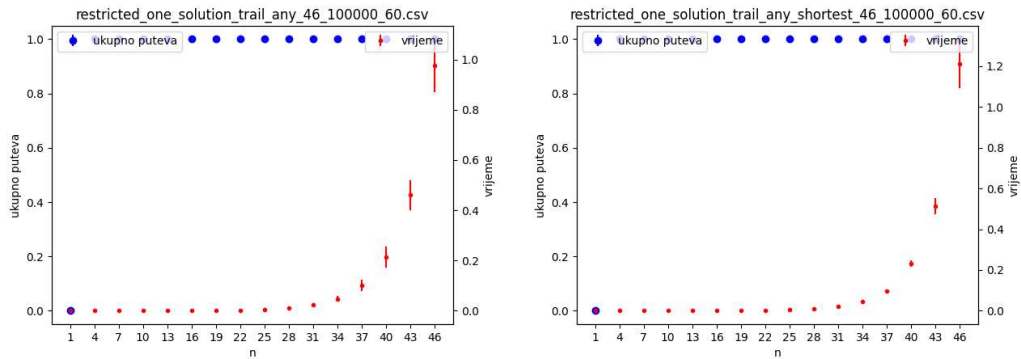 restricted_one_solution_trail_any_46_100000_60.csv
ukupno puteva
vrijeme
1.0
0.8
0.6
0.4
0.2
0.0
ukupno puteva
1.0
0.8
0.6
0.4
0.2
0.0
vrijeme
1 4 7 10 13 16 19 22 25 28 31 34 37 40 43 46
n
restricted_one_solution_trail_any_shortest_46_100000_60.csv
ukupno puteva
vrijeme
1.0
0.8
0.6
0.4
0.2
0.0
ukupno puteva
1.2
1.0
0.8
0.6
0.4
0.2
0.0
vrijeme
1 4 7 10 13 16 19 22 25 28 31 34 37 40 43 46
n